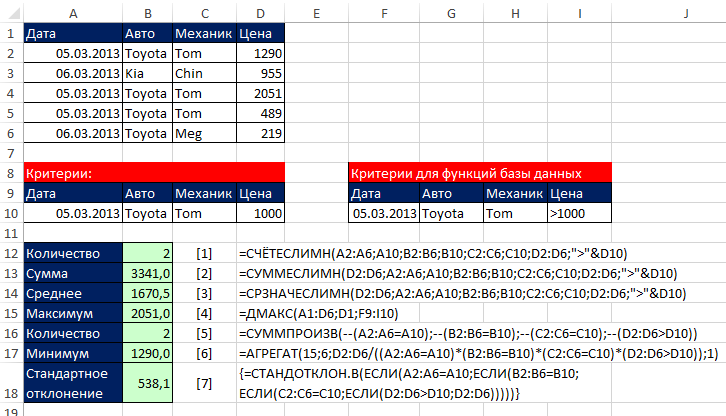 A B C D E F G H I J
1 Дата Авто Механик Цена
2 05.03.2013 Toyota Tom 1290
3 06.03.2013 Kia Chin 955
4 05.03.2013 Toyota Tom 2051
5 05.03.2013 Toyota Tom 489
6 06.03.2013 Toyota Meg 219
7
8 Критерии: Критерии для функций базы данных
9 Дата Авто Механик Цена Дата Авто Механик Цена
10 05.03.2013 Toyota Tom 1000 05.03.2013 Toyota Tom >1000
11
12 Количество 2 [1] =СЧЁТЕСЛИМН(A2:A6;A10;B2:B6;B10;C2:C6;C10;D2:D6;">"&D10)
13 Сумма 3341,0 [2] =СУММЕСЛИМН(D2:D6;A2:A6;A10;B2:B6;B10;C2:C6;C10;D2:D6;">"&D10)
14 Среднее 1670,5 [3] =СРЗНАЧЕСЛИМН(D2:D6;A2:A6;A10;B2:B6;B10;C2:C6;C10;D2:D6;">"&D10)
15 Максимум 2051,0 [4] =ДМАКС(A1:D6;D1;F9:I10)
16 Количество 2 [5] =СУММПРОИЗВ(--(A2:A6=A10);--(B2:B6=B10);--(C2:C6=C10);--(D2:D6>D10))
17 Минимум 1290,0 [6] =АГРЕГАТ(15;6;D2:D6/((A2:A6=A10)*(B2:B6=B10)*(C2:C6=C10)*(D2:D6>D10));1)
Стандартное {=СТАНДОТКЛОН.В(ЕСЛИ(A2:A6=A10;ЕСЛИ(B2:B6=B10;
18 отклонение 538,1 [7] ЕСЛИ(C2:C6=C10;ЕСЛИ(D2:D6>D10;D2:D6)))))}
19